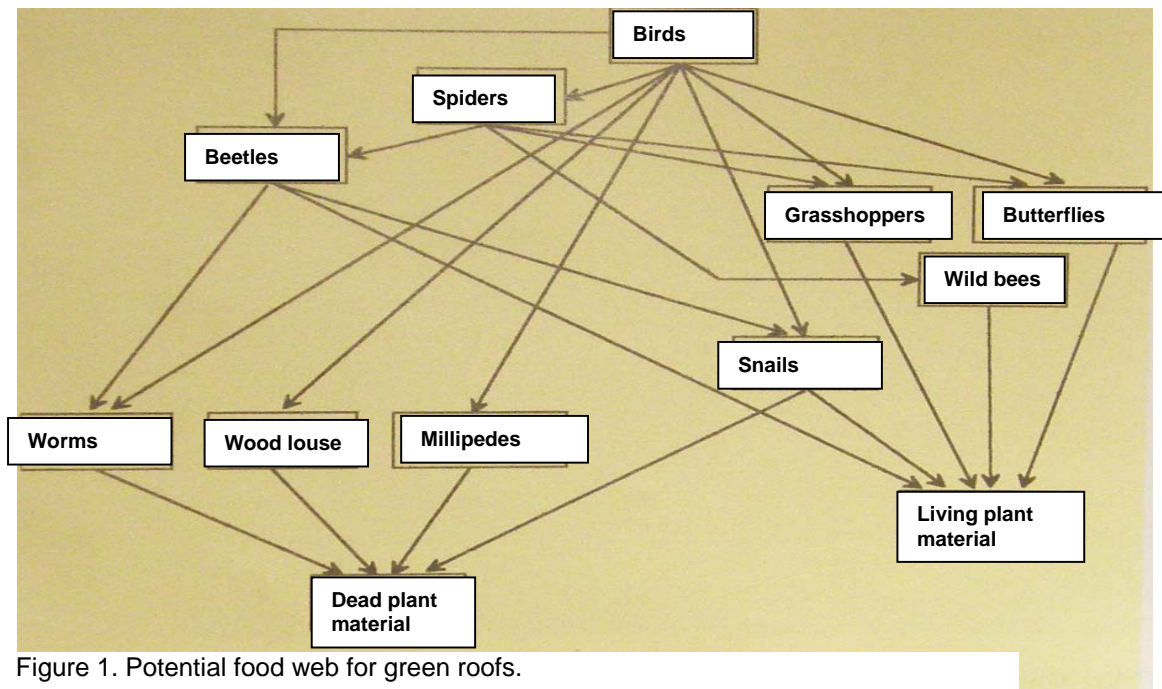 Birds
Spiders
Beetles
Grasshoppers
Butterflies
Wild bees
Snails
Worms
Wood louse
Millipedes
Living plant
material
Dead plant
material
Figure 1. Potential food web for green roofs.